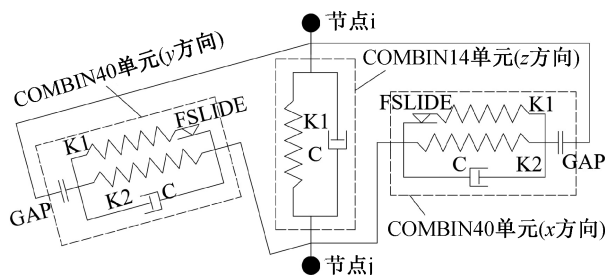 节点i
COMBIN40单元(y方向)
COMBIN14单元(z方向)
FSLIDE
K1
K2
C
GAP
K1
C
FSLIDE
K1
C
K2
GAP
COMBIN40单元(x方向)
节点j